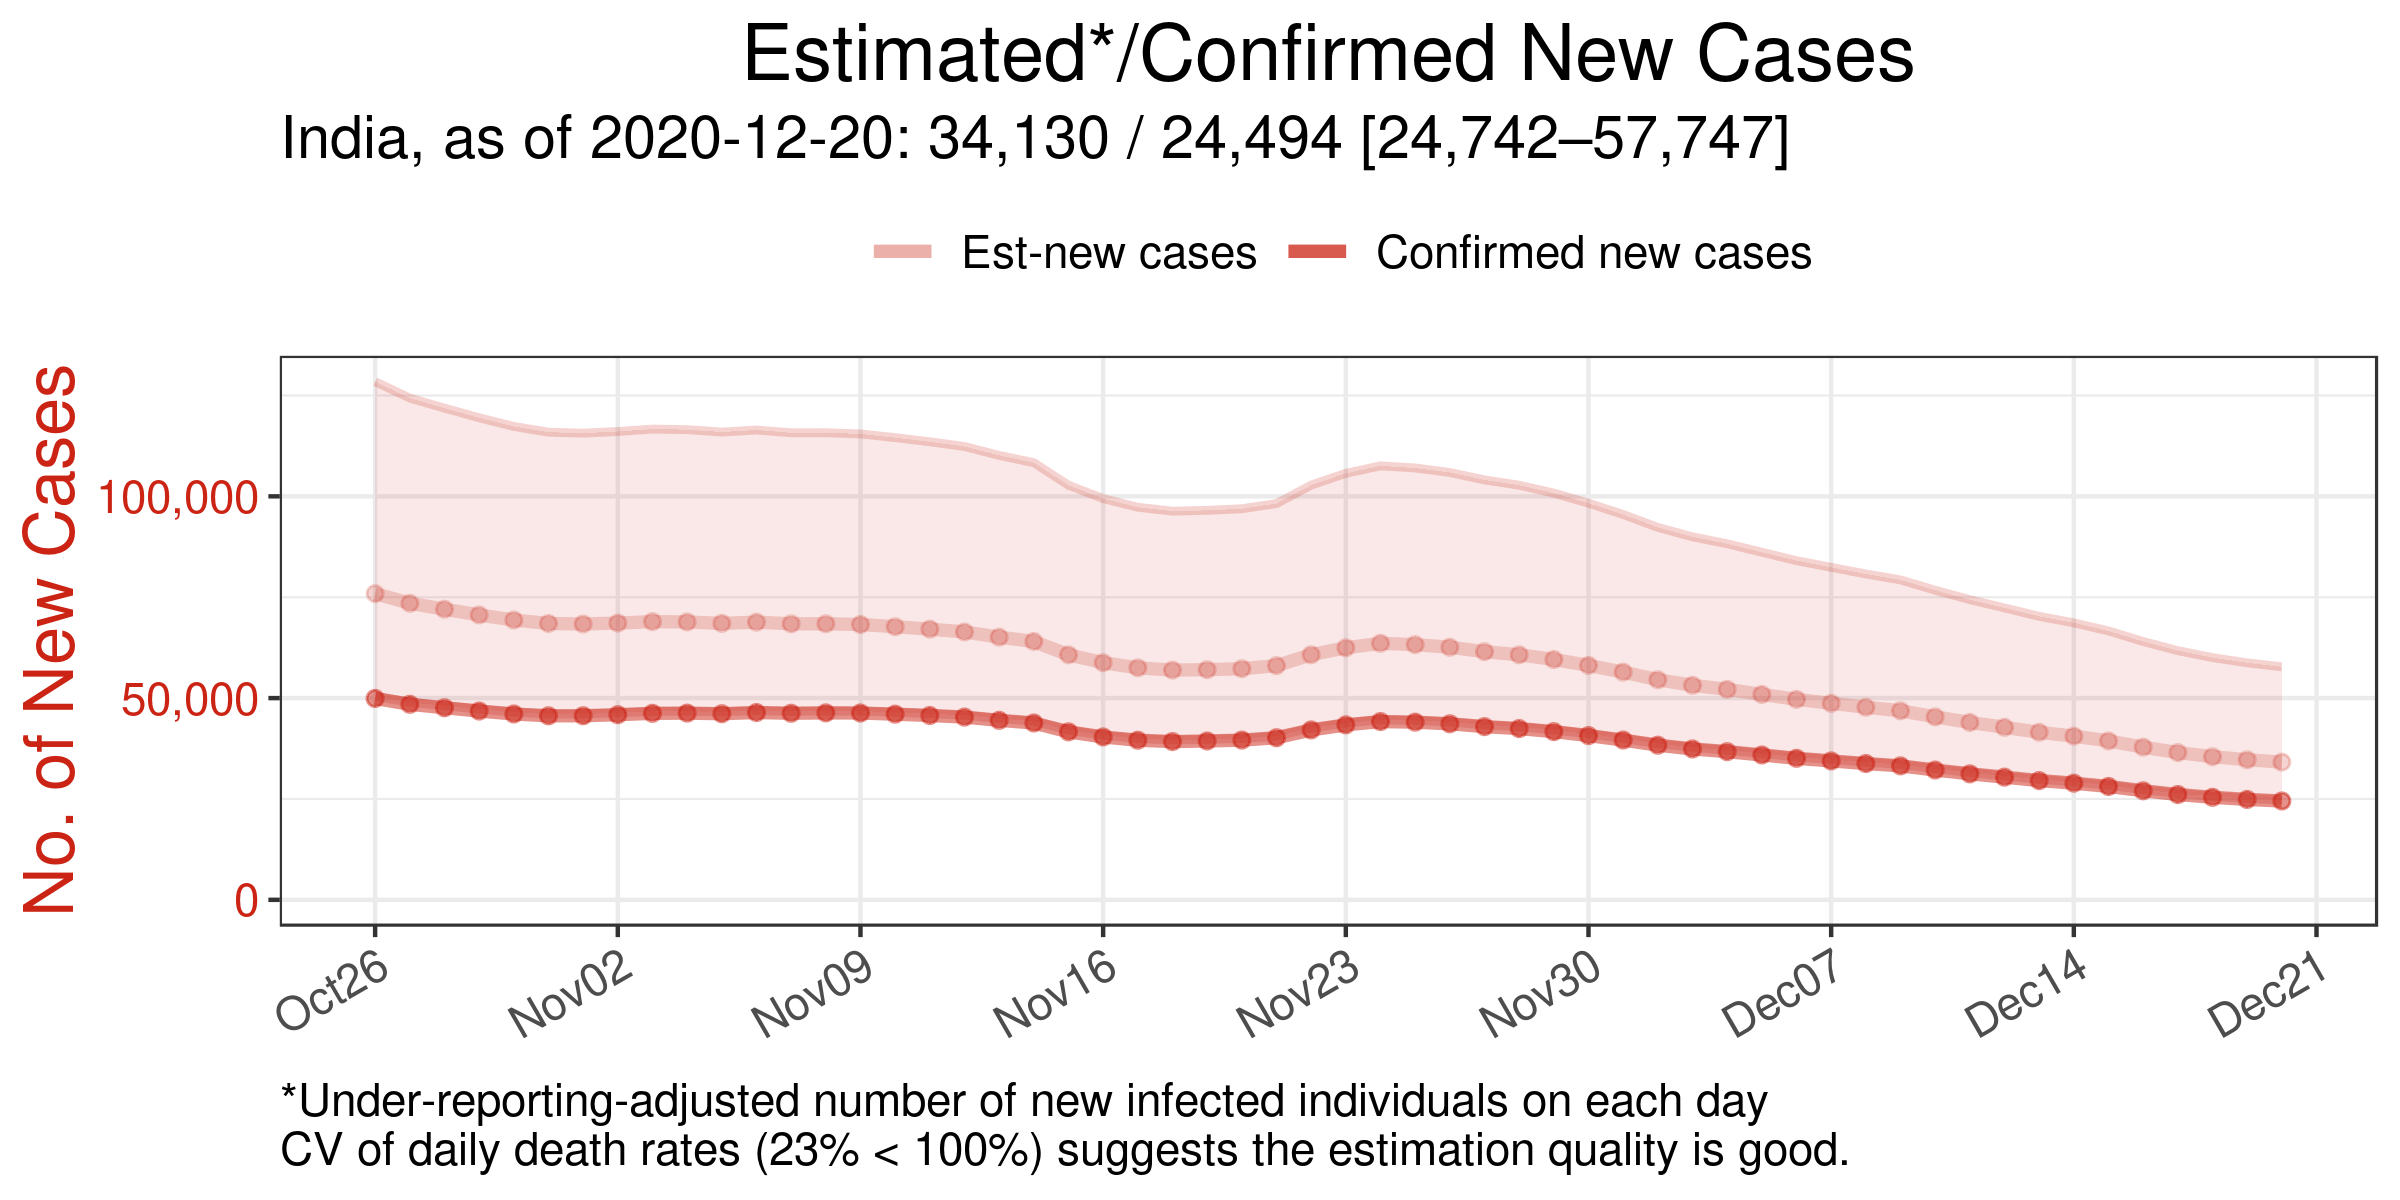 Estimated*/Confirmed New Cases
India, as of 2020-12-20: 34,130 / 24,494 [24,742–57,747]
Est-new cases Confirmed new cases
No. of New Cases
100,000
50,000
0
Oct26 Nov02 Nov09 Nov16 Nov23 Nov30 Dec07 Dec14 Dec21
*Under-reporting-adjusted number of new infected individuals on each day
CV of daily death rates (23% < 100%) suggests the estimation quality is good.